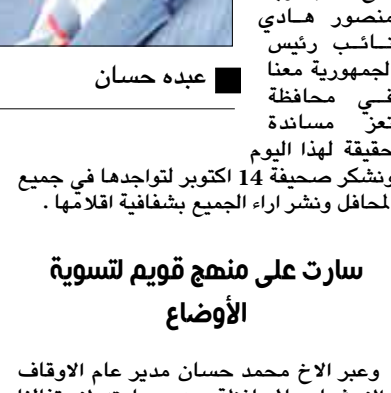 منصور هادي
نائب رئيس
الجمهورية معنا
في محافظة
تعز مساندة
حقيقة لهذا اليوم
ونشكر صحيفة 14 اكتوبر لتواجدها في جميع
المحافل ونشر اراء الجميع بشفافية اقلامها .
عبده حسان
سارت على منهج قويم لتسوية
الأوضاع
وعبر الاخ محمد حسان مدير عام الاوقاف